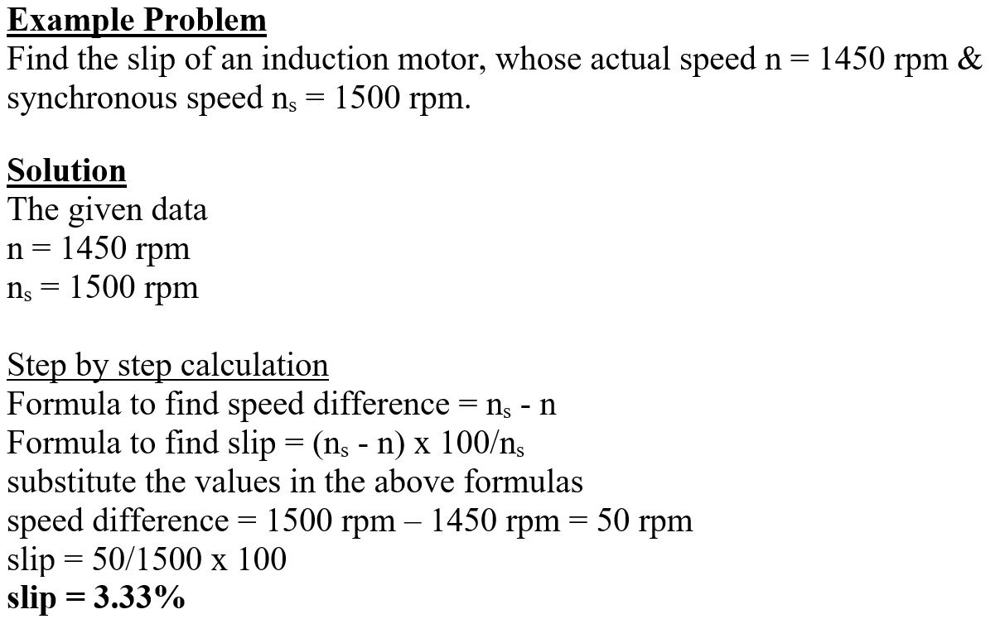 Example Problem
Find the slip of an induction motor, whose actual speed n = 1450 rpm &
synchronous speed nₛ = 1500 rpm.
Solution
The given data
n = 1450 rpm
nₛ = 1500 rpm
Step by step calculation
Formula to find speed difference = nₛ - n
Formula to find slip = (nₛ - n) x 100/nₛ
substitute the values in the above formulas
speed difference = 1500 rpm – 1450 rpm = 50 rpm
slip = 50/1500 x 100
slip = 3.33%